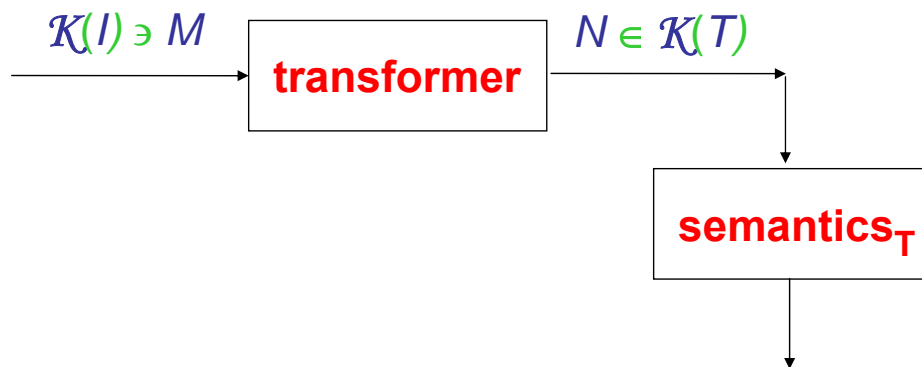 𝒦(I) ∋ M
transformer
N ∈ 𝒦(T)
semantics_T